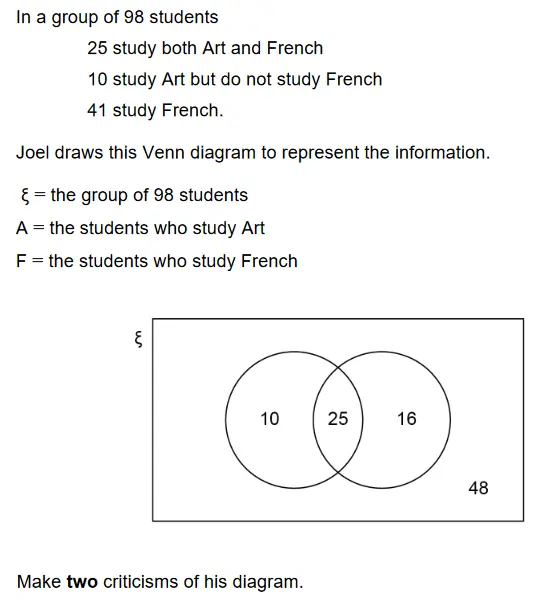 In a group of 98 students
25 study both Art and French
10 study Art but do not study French
41 study French.
Joel draws this Venn diagram to represent the information.
ξ = the group of 98 students
A = the students who study Art
F = the students who study French
ξ
10 25 16
48
Make two criticisms of his diagram.